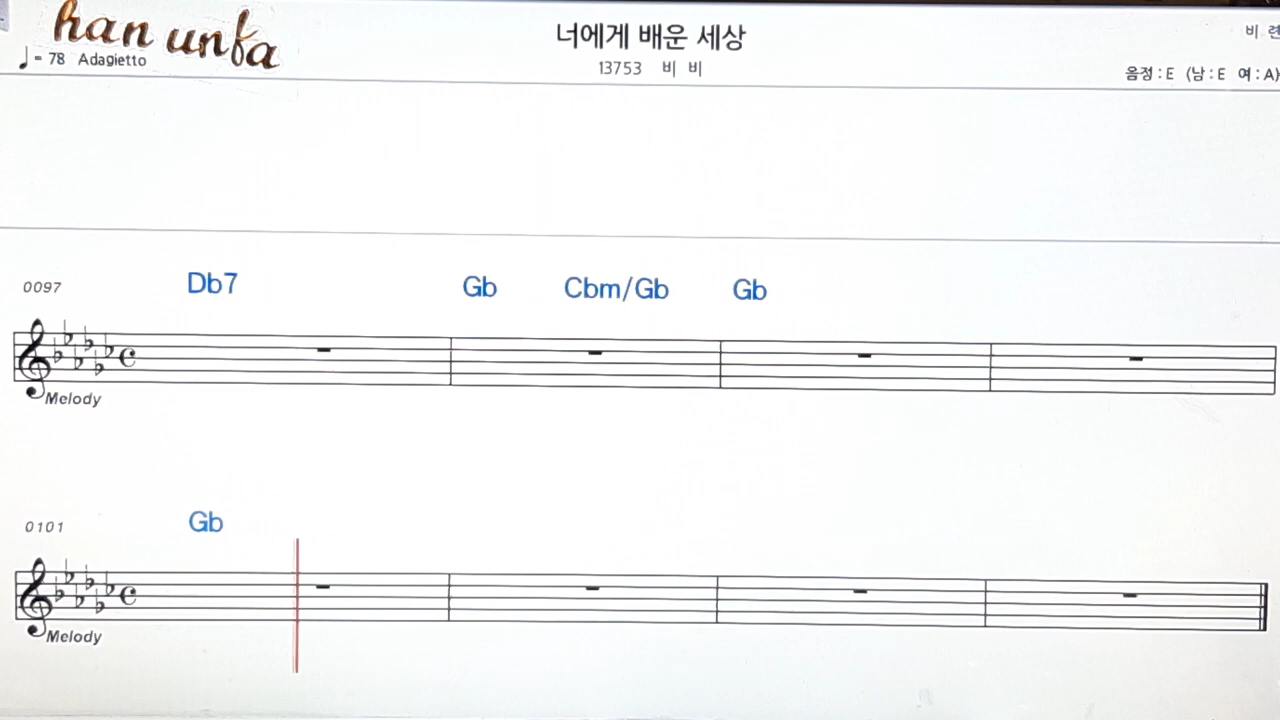 han unfa
너에게 배운 세상
비 련
♩= 78 Adagietto
13753 비 비
음정 : E (남 : E 여 : A)
0097 Db7 Gb Cbm/Gb Gb
Melody
0101 Gb
Melody